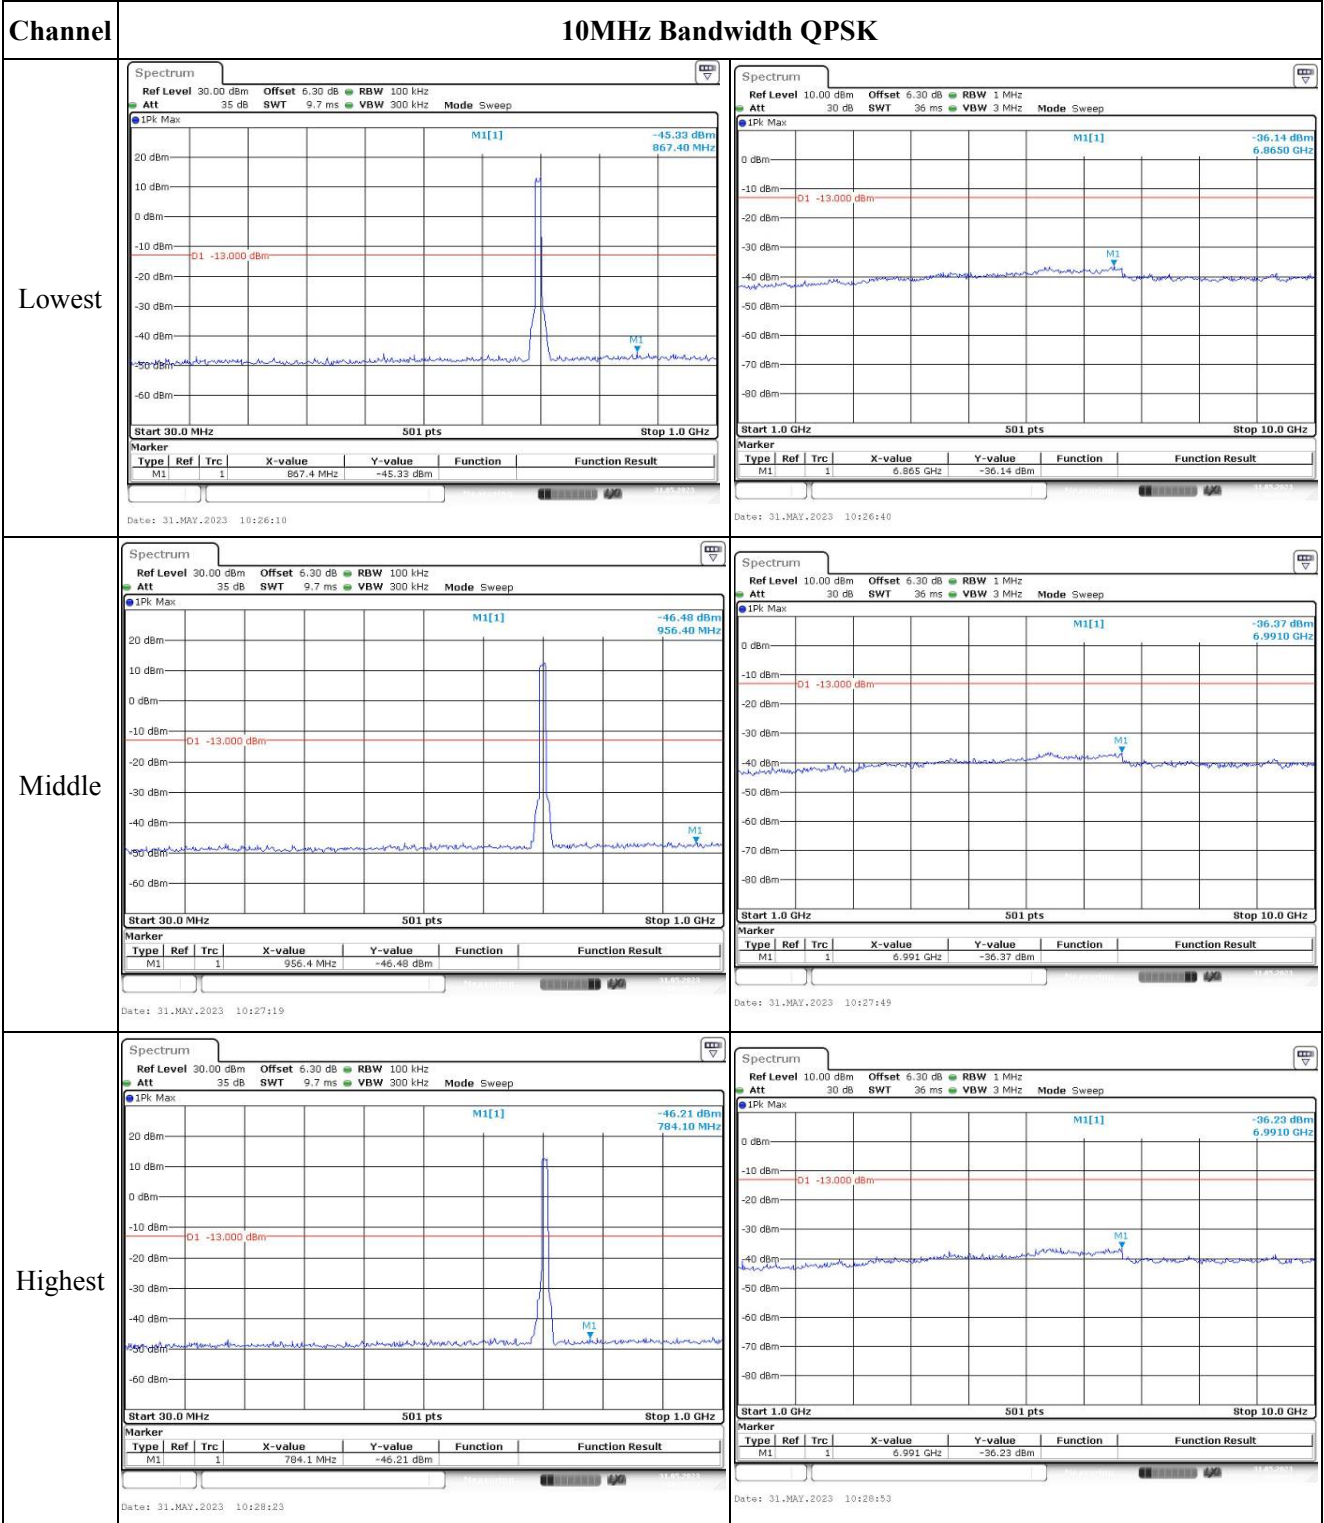 Channel 10MHz Bandwidth QPSK
Lowest
Spectrum
Ref Level 30.00 dBm Offset 6.30 dB RBW 100 kHz
Att 35 dB SWT 9.7 ms VBW 300 kHz Mode Sweep
1Pk Max
M1[1] -45.33 dBm
867.40 MHz
20 dBm
10 dBm
0 dBm
-10 dBm
D1 -13.000 dBm
-20 dBm
-30 dBm
-40 dBm
M1
-50 dBm
-60 dBm
Start 30.0 MHz 501 pts Stop 1.0 GHz
Marker
Type Ref Trc X-value Y-value Function Function Result
M1 1 867.4 MHz -45.33 dBm
Date: 31.MAY.2023 10:26:10
Spectrum
Ref Level 10.00 dBm Offset 6.30 dB RBW 1 MHz
Att 30 dB SWT 36 ms VBW 3 MHz Mode Sweep
1Pk Max
M1[1] -36.14 dBm
6.8650 GHz
0 dBm
-10 dBm
D1 -13.000 dBm
-20 dBm
-30 dBm
M1
-40 dBm
-50 dBm
-60 dBm
-70 dBm
-80 dBm
Start 1.0 GHz 501 pts Stop 10.0 GHz
Marker
Type Ref Trc X-value Y-value Function Function Result
M1 1 6.865 GHz -36.14 dBm
Date: 31.MAY.2023 10:26:40
Middle
Spectrum
Ref Level 30.00 dBm Offset 6.30 dB RBW 100 kHz
Att 35 dB SWT 9.7 ms VBW 300 kHz Mode Sweep
1Pk Max
M1[1] -46.48 dBm
956.40 MHz
20 dBm
10 dBm
0 dBm
-10 dBm
D1 -13.000 dBm
-20 dBm
-30 dBm
-40 dBm
M1
-50 dBm
-60 dBm
Start 30.0 MHz 501 pts Stop 1.0 GHz
Marker
Type Ref Trc X-value Y-value Function Function Result
M1 1 956.4 MHz -46.48 dBm
Date: 31.MAY.2023 10:27:19
Spectrum
Ref Level 10.00 dBm Offset 6.30 dB RBW 1 MHz
Att 30 dB SWT 36 ms VBW 3 MHz Mode Sweep
1Pk Max
M1[1] -36.37 dBm
6.9910 GHz
0 dBm
-10 dBm
D1 -13.000 dBm
-20 dBm
-30 dBm
M1
-40 dBm
-50 dBm
-60 dBm
-70 dBm
-80 dBm
Start 1.0 GHz 501 pts Stop 10.0 GHz
Marker
Type Ref Trc X-value Y-value Function Function Result
M1 1 6.991 GHz -36.37 dBm
Date: 31.MAY.2023 10:27:49
Highest
Spectrum
Ref Level 30.00 dBm Offset 6.30 dB RBW 100 kHz
Att 35 dB SWT 9.7 ms VBW 300 kHz Mode Sweep
1Pk Max
M1[1] -46.21 dBm
784.10 MHz
20 dBm
10 dBm
0 dBm
-10 dBm
D1 -13.000 dBm
-20 dBm
-30 dBm
-40 dBm
M1
-50 dBm
-60 dBm
Start 30.0 MHz 501 pts Stop 1.0 GHz
Marker
Type Ref Trc X-value Y-value Function Function Result
M1 1 784.1 MHz -46.21 dBm
Date: 31.MAY.2023 10:28:23
Spectrum
Ref Level 10.00 dBm Offset 6.30 dB RBW 1 MHz
Att 30 dB SWT 36 ms VBW 3 MHz Mode Sweep
1Pk Max
M1[1] -36.23 dBm
6.9910 GHz
0 dBm
-10 dBm
D1 -13.000 dBm
-20 dBm
-30 dBm
M1
-40 dBm
-50 dBm
-60 dBm
-70 dBm
-80 dBm
Start 1.0 GHz 501 pts Stop 10.0 GHz
Marker
Type Ref Trc X-value Y-value Function Function Result
M1 1 6.991 GHz -36.23 dBm
Date: 31.MAY.2023 10:28:53